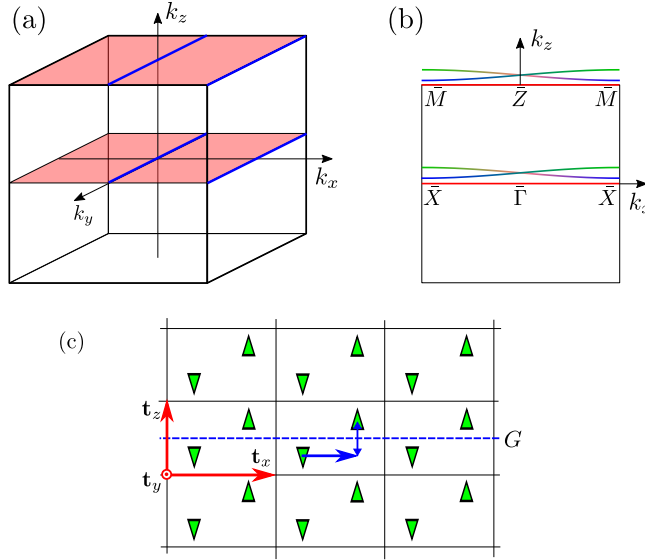 (a)
k_z
k_x
k_y
(b)
k_z
M̄ Z̄ M̄
X̄ Γ̄ X̄
(c)
t_z
t_x
t_y
G